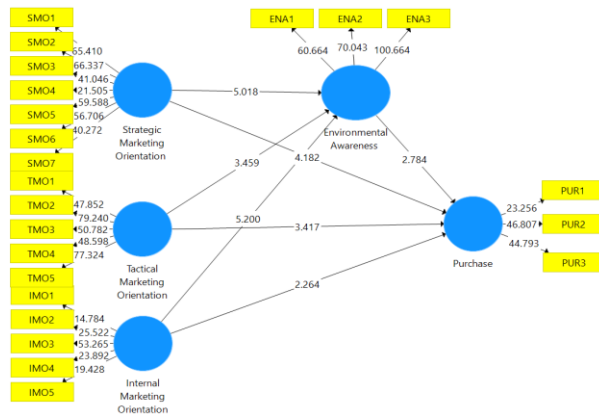 SMO1
SMO2
SMO3
SMO4
SMO5
SMO6
SMO7
65.410
66.337
41.046
21.505
59.588
56.706
40.272
Strategic
Marketing
Orientation
TMO1
TMO2
TMO3
TMO4
TMO5
47.852
79.240
50.782
48.598
77.324
Tactical
Marketing
Orientation
IMO1
IMO2
IMO3
IMO4
IMO5
14.784
25.522
53.265
23.892
19.428
Internal
Marketing
Orientation
ENA1
ENA2
ENA3
60.664
70.043
100.664
Environmental
Awareness
5.018
3.459
4.182
5.200
3.417
2.264
2.784
Purchase
23.256
46.807
44.793
PUR1
PUR2
PUR3